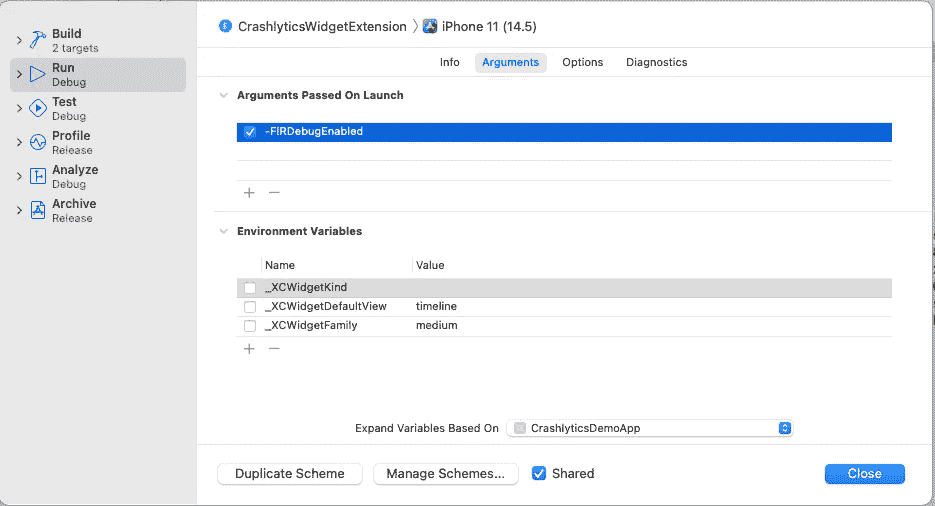 CrashlyticsWidgetExtension 〉 iPhone 11 (14.5)
Build
2 targets
Run
Debug
Test
Debug
Profile
Release
Analyze
Debug
Archive
Release
Info Arguments Options Diagnostics
Arguments Passed On Launch
-FIRDebugEnabled
+ −
Environment Variables
Name Value
_XCWidgetKind
_XCWidgetDefaultView timeline
_XCWidgetFamily medium
+ −
Expand Variables Based On CrashlyticsDemoApp
Duplicate Scheme Manage Schemes... Shared Close